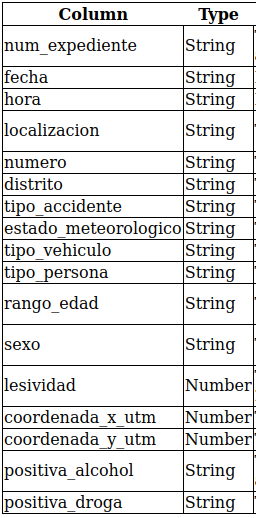 Column Type
num_expediente String
fecha String
hora String
localizacion String
numero String
distrito String
tipo_accidente String
estado_meteorologico String
tipo_vehiculo String
tipo_persona String
rango_edad String
sexo String
lesividad Number
coordenada_x_utm Number
coordenada_y_utm Number
positiva_alcohol String
positiva_droga String